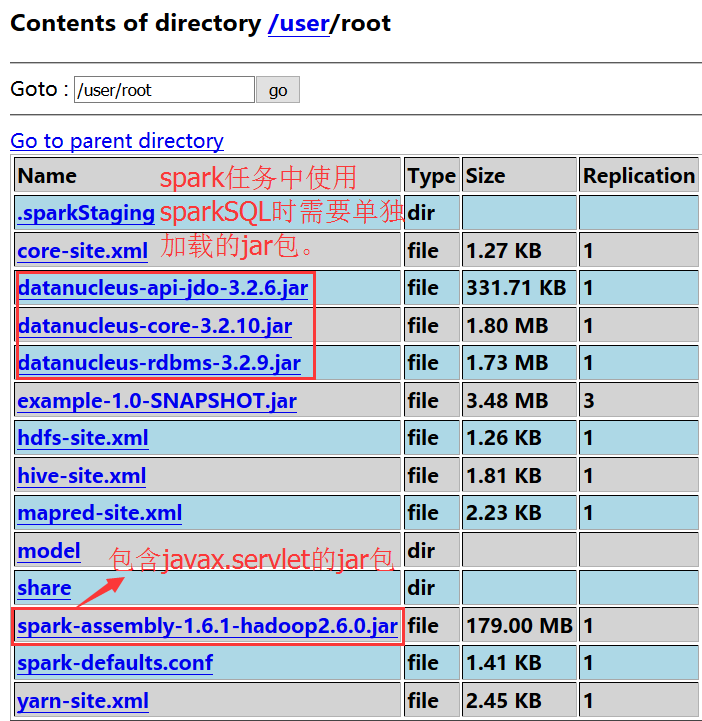 Contents of directory /user/root
Goto : /user/root go
Go to parent directory
Name Type Size Replication
spark任务中使用
sparkSQL时需要单独
加载的jar包。
.sparkStaging dir
core-site.xml file 1.27 KB 1
datanucleus-api-jdo-3.2.6.jar file 331.71 KB 1
datanucleus-core-3.2.10.jar file 1.80 MB 1
datanucleus-rdbms-3.2.9.jar file 1.73 MB 1
example-1.0-SNAPSHOT.jar file 3.48 MB 3
hdfs-site.xml file 1.26 KB 1
hive-site.xml file 1.81 KB 1
mapred-site.xml file 2.23 KB 1
model dir
包含javax.servlet的jar包
share dir
spark-assembly-1.6.1-hadoop2.6.0.jar file 179.00 MB 1
spark-defaults.conf file 1.41 KB 1
yarn-site.xml file 2.45 KB 1